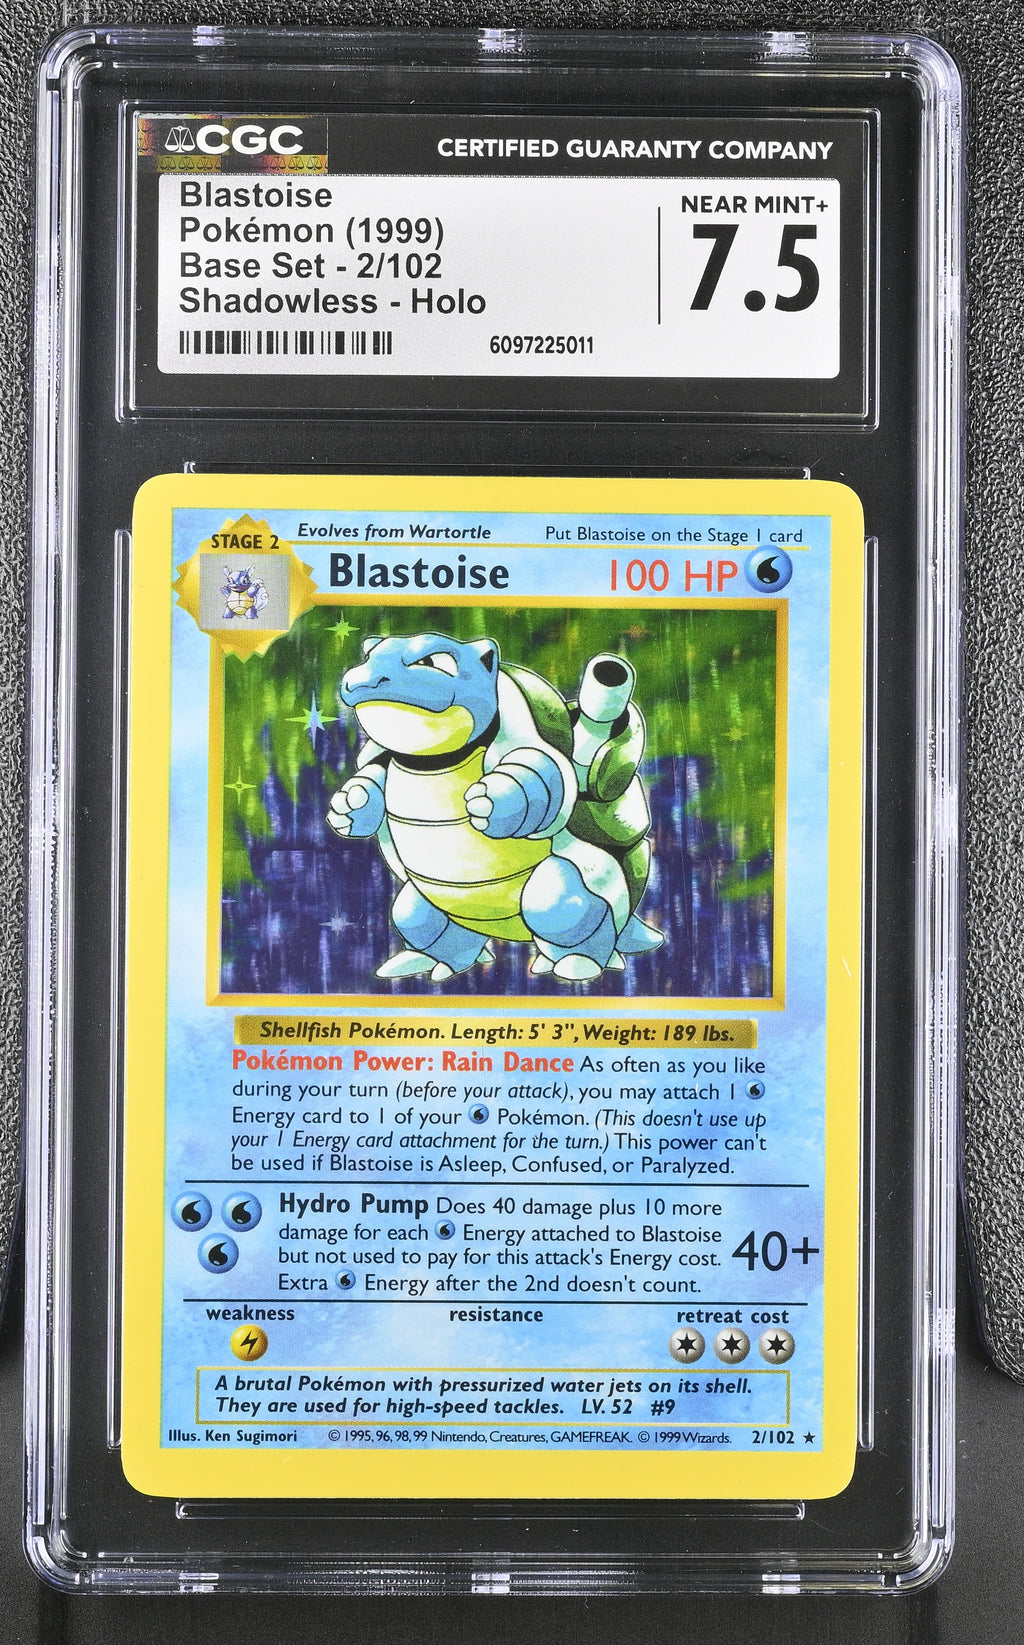 CGC
CERTIFIED GUARANTY COMPANY
Blastoise
Pokémon (1999)
Base Set - 2/102
Shadowless - Holo
NEAR MINT+
7.5
6097225011
STAGE 2
Evolves from Wartortle
Put Blastoise on the Stage 1 card
Blastoise
100 HP
Shellfish Pokémon. Length: 5' 3", Weight: 189 lbs.
Pokémon Power: Rain Dance As often as you like
during your turn (before your attack), you may attach 1
Energy card to 1 of your Pokémon. (This doesn't use up
your 1 Energy card attachment for the turn.) This power can't
be used if Blastoise is Asleep, Confused, or Paralyzed.
Hydro Pump Does 40 damage plus 10 more
damage for each Energy attached to Blastoise
but not used to pay for this attack's Energy cost.
Extra Energy after the 2nd doesn't count.
40+
weakness
resistance
retreat cost
A brutal Pokémon with pressurized water jets on its shell.
They are used for high-speed tackles. LV. 52 #9
Illus. Ken Sugimori
© 1995, 96, 98, 99 Nintendo, Creatures, GAMEFREAK. © 1999 Wizards.
2/102 ★